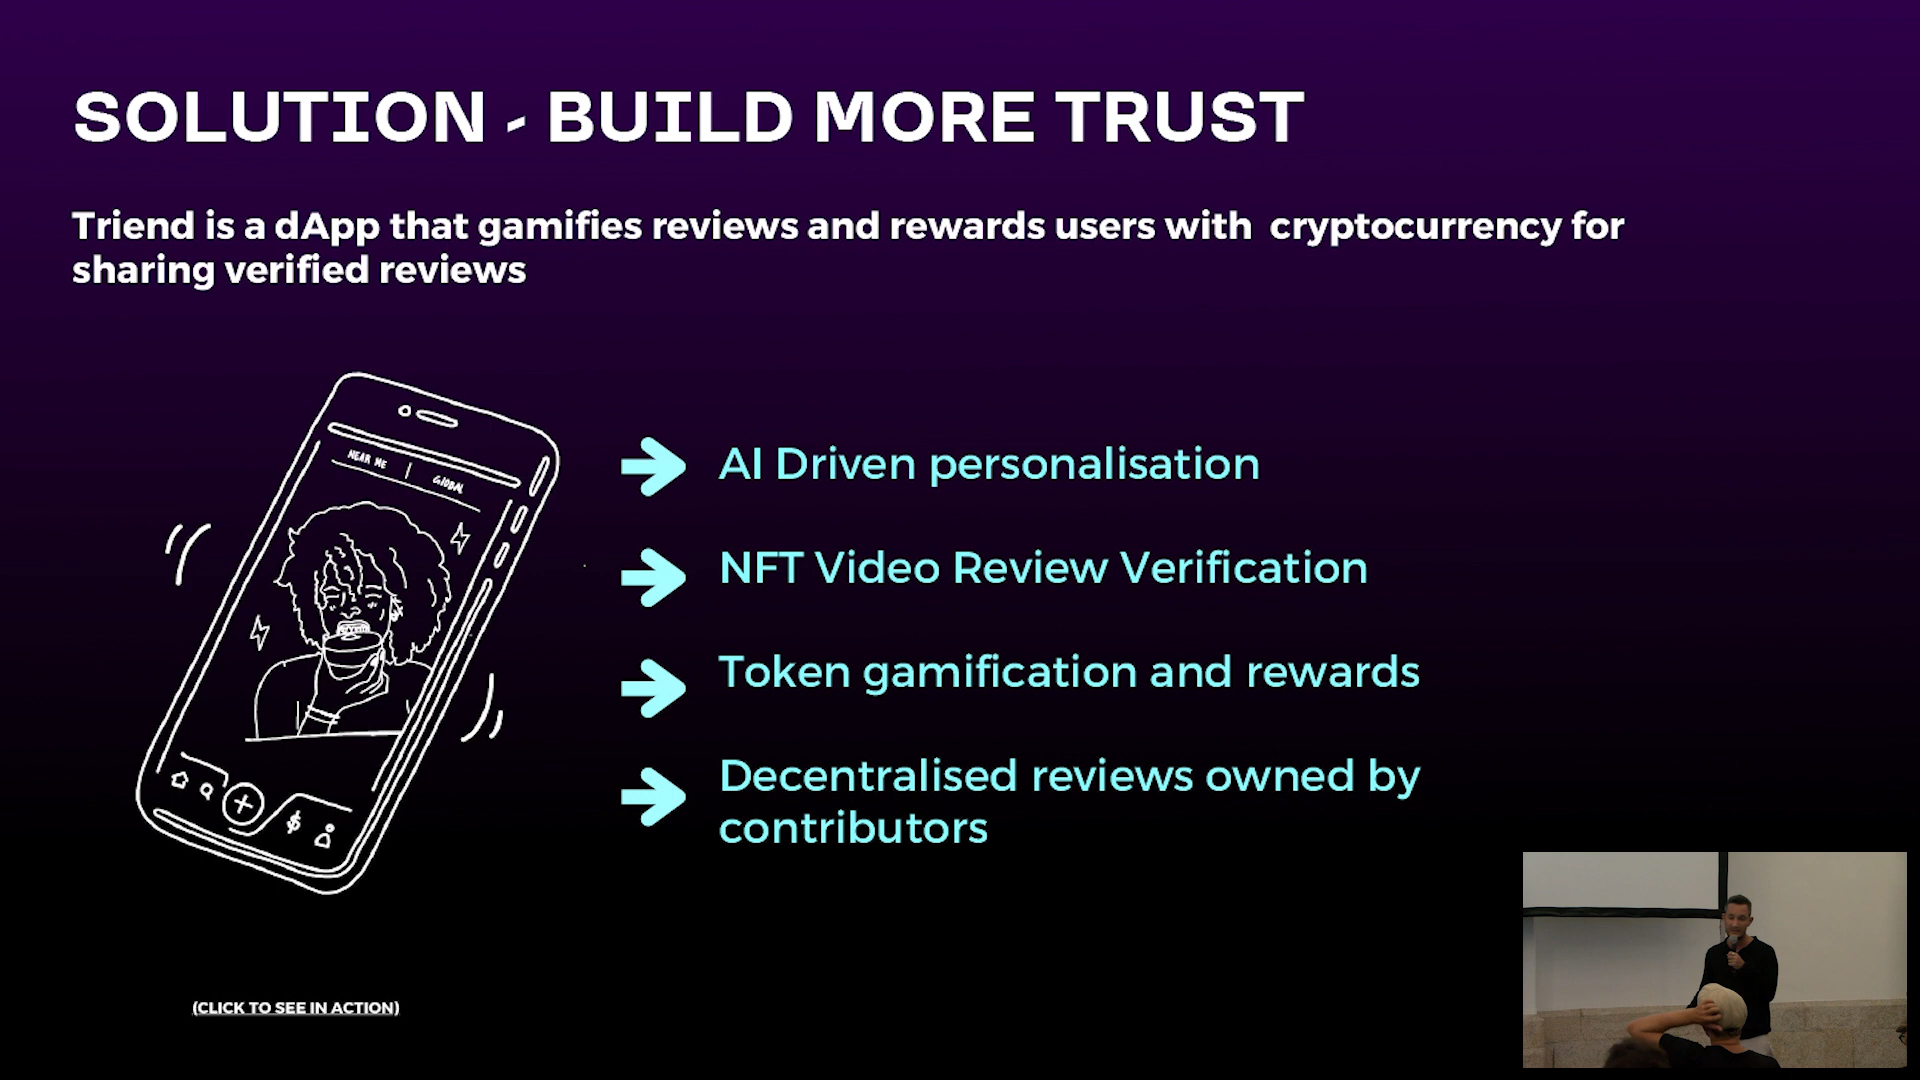 SOLUTION - BUILD MORE TRUST
Triend is a dApp that gamifies reviews and rewards users with cryptocurrency for
sharing verified reviews
NEAR ME | GLOBAL
AI Driven personalisation
NFT Video Review Verification
Token gamification and rewards
Decentralised reviews owned by
contributors
$
(CLICK TO SEE IN ACTION)